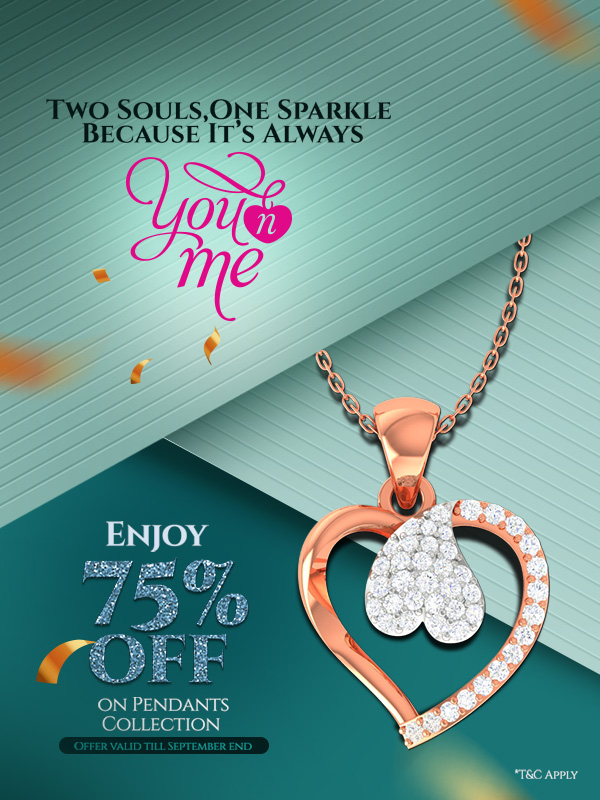 Two Souls,One Sparkle
Because It's Always
You n
me
Enjoy
75%
OFF
on Pendants
Collection
Offer valid till September end
*T&C Apply